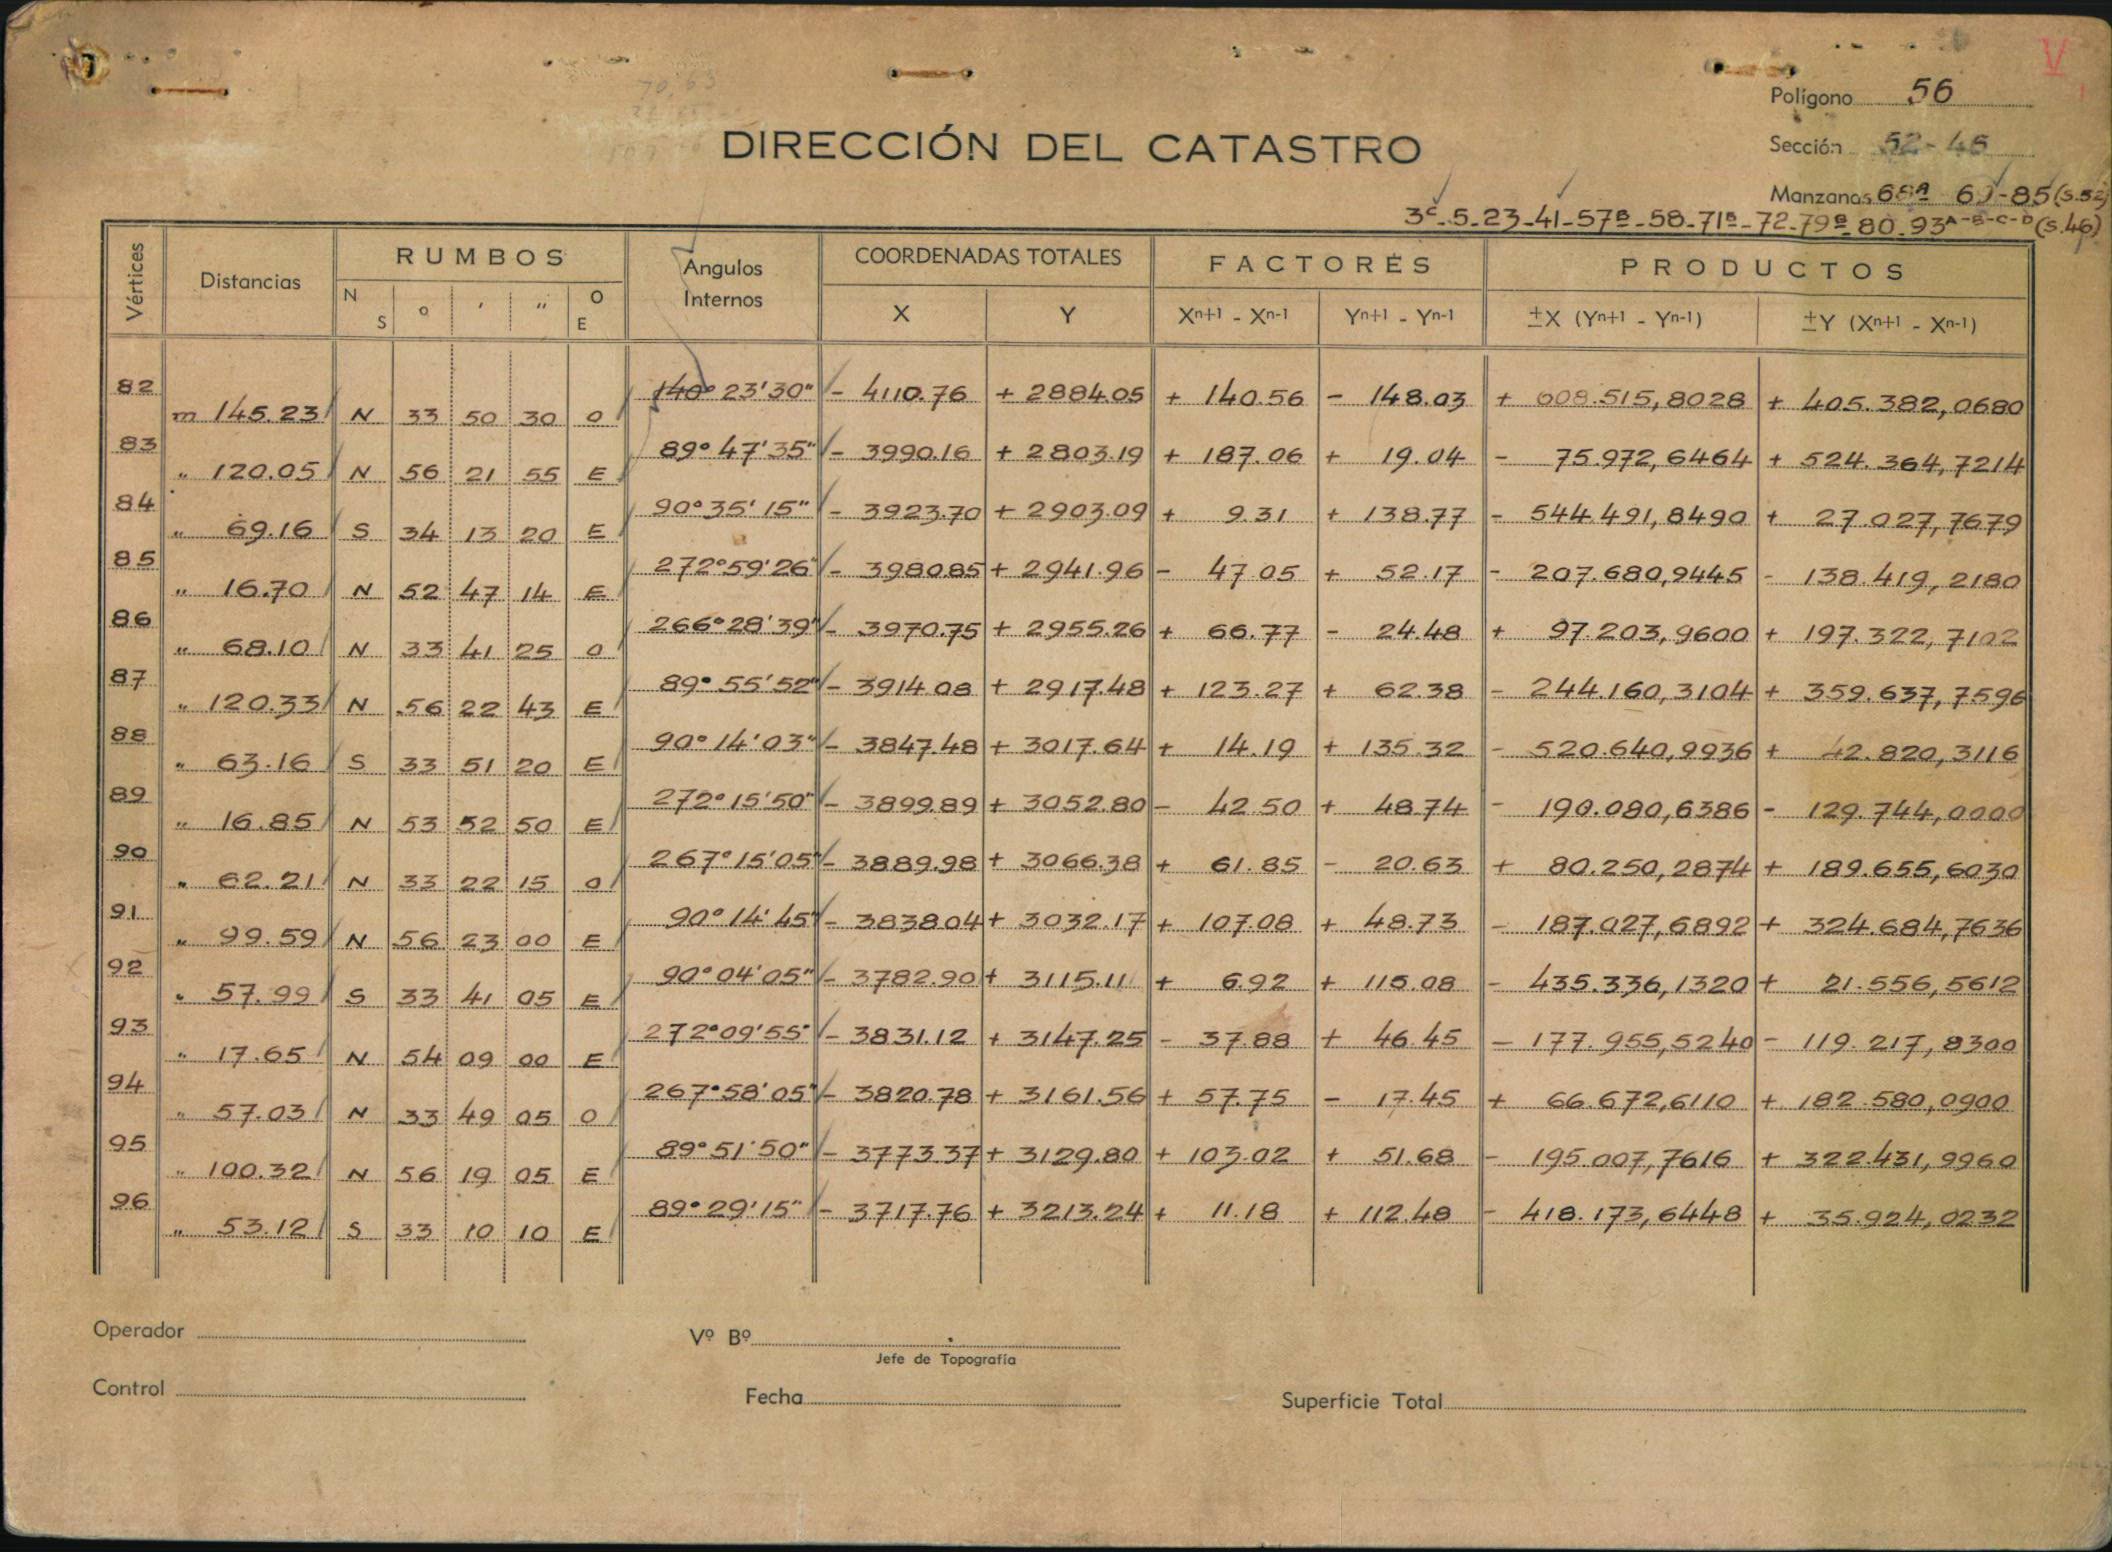 V
Polígono 56
DIRECCIÓN DEL CATASTRO
Sección 52-46
Manzanas 68ª 69-85 (S.52)
3ᶜ-5-23-41-57ᴮ-58-71ᴮ-72-79ᴮ-80-93ᴬ⁻ᴮ⁻ᶜ⁻ᴰ (S.46)
Vértices Distancias RUMBOS Angulos Internos COORDENADAS TOTALES FACTORES PRODUCTOS
N S ° ' " O E X Y Xⁿ⁺¹ - Xⁿ⁻¹ Yⁿ⁺¹ - Yⁿ⁻¹ ±X (Yⁿ⁺¹ - Yⁿ⁻¹) ±Y (Xⁿ⁺¹ - Xⁿ⁻¹)
82 140° 23' 30" - 4110.76 + 2884.05 + 140.56 - 148.03 + 608.515,8028 + 405.382,0680
m 145.23 N 33 50 30 O
83 89° 47' 35" - 3990.16 + 2803.19 + 187.06 + 19.04 - 75.972,6464 + 524.364,7214
" 120.05 N 56 21 55 E
84 90° 35' 15" - 3923.70 + 2903.09 + 9.31 + 138.77 - 544.491,8490 + 27.027,7679
" 69.16 S 34 13 20 E
85 272° 59' 26" - 3980.85 + 2941.96 - 47.05 + 52.17 - 207.680,9445 - 138.419,2180
" 16.70 N 52 47 14 E
86 266° 28' 39" - 3970.75 + 2955.26 + 66.77 - 24.48 + 97.203,9600 + 197.322,7102
" 68.10 N 33 41 25 O
87 89° 55' 52" - 3914.08 + 2917.48 + 123.27 + 62.38 - 244.160,3104 + 359.637,7596
" 120.33 N 56 22 43 E
88 90° 14' 03" - 3847.48 + 3017.64 + 14.19 + 135.32 - 520.640,9936 + 42.820,3116
" 63.16 S 33 51 20 E
89 272° 15' 50" - 3899.89 + 3052.80 - 42.50 + 48.74 - 190.080,6386 - 129.744,0000
" 16.85 N 53 52 50 E
90 267° 15' 05" - 3889.98 + 3066.38 + 61.85 - 20.63 + 80.250,2874 + 189.655,6030
" 62.21 N 33 22 15 O
91 90° 14' 45" - 3838.04 + 3032.17 + 107.08 + 48.73 - 187.027,6892 + 324.684,7636
" 99.59 N 56 23 00 E
92 90° 04' 05" - 3782.90 + 3115.11 + 6.92 + 115.08 - 435.336,1320 + 21.556,5612
" 57.99 S 33 41 05 E
93 272° 09' 55" - 3831.12 + 3147.25 - 37.88 + 46.45 - 177.955,5240 - 119.217,8300
" 17.65 N 54 09 00 E
94 267° 58' 05" - 3820.78 + 3161.56 + 57.75 - 17.45 + 66.672,6110 + 182.580,0900
" 57.03 N 33 49 05 O
95 89° 51' 50" - 3773.37 + 3129.80 + 103.02 + 51.68 - 195.007,7616 + 322.431,9960
" 100.32 N 56 19 05 E
96 89° 29' 15" - 3717.76 + 3213.24 + 11.18 + 112.48 - 418.173,6448 + 35.924,0232
" 53.12 S 33 10 10 E
Operador
Vº Bº
Jefe de Topografía
Control
Fecha
Superficie Total